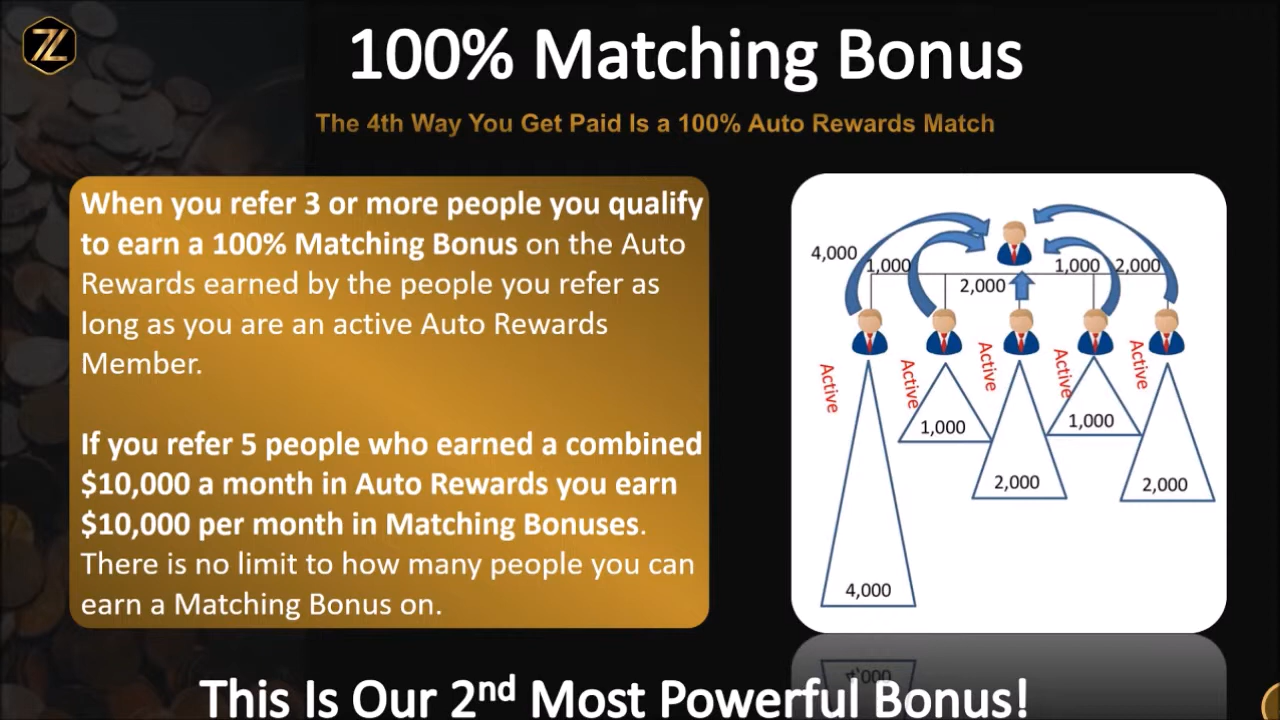 100% Matching Bonus
The 4th Way You Get Paid Is a 100% Auto Rewards Match
When you refer 3 or more people you qualify
to earn a 100% Matching Bonus on the Auto
Rewards earned by the people you refer as
long as you are an active Auto Rewards
Member.
If you refer 5 people who earned a combined
$10,000 a month in Auto Rewards you earn
$10,000 per month in Matching Bonuses.
There is no limit to how many people you can
earn a Matching Bonus on.
4,000
1,000
2,000
1,000
2,000
Active
Active
Active
Active
Active
1,000
1,000
2,000
2,000
4,000
4,000
This Is Our 2nd Most Powerful Bonus!